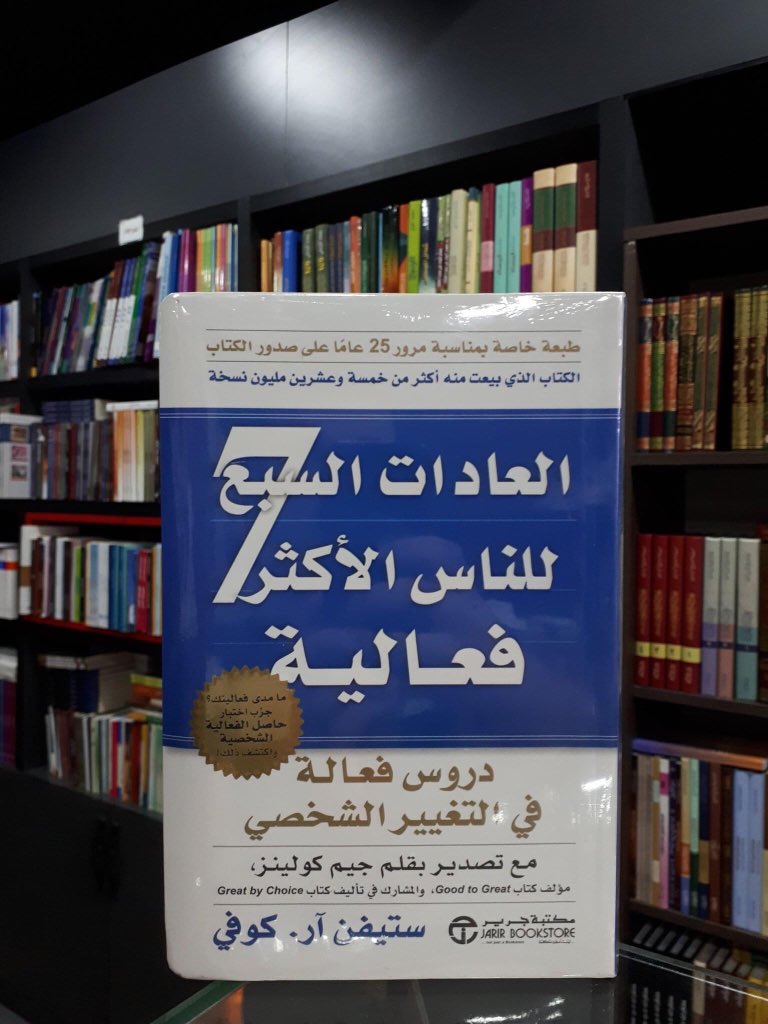 طبعة خاصة بمناسبة مرور 25 عامًا على صدور الكتاب
الكتاب الذي بيعت منه أكثر من خمسة وعشرين مليون نسخة
العادات السبع 7
للناس الأكثر
فعالية
ما مدى فعاليتك؟
جرّب اختبار
حاصل الفعالية
الشخصية
واكتشف ذلك!
دروس فعالة
في التغيير الشخصي
مع تصدير بقلم جيم كولينز،
مؤلف كتاب Good to Great، والمشارك في تأليف كتاب Great by Choice
ستيفن آر. كوفي
مكتبة جرير
JARIR BOOKSTORE